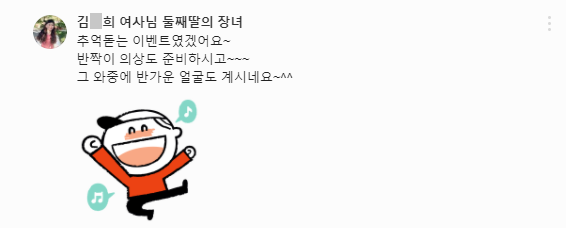 김 희 여사님 둘째딸의 장녀
추억돋는 이벤트였겠어요~
반짝이 의상도 준비하시고~~~
그 와중에 반가운 얼굴도 계시네요~^^